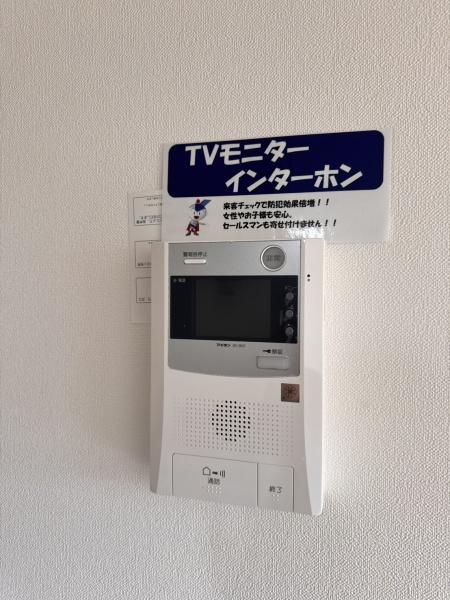 TVモニター
インターホン
来客チェックで防犯効果倍増！！
女性やお子様も安心。
セールスマンも寄せ付けません！！
警報音停止
非常
アイホン
解錠
通話
終了